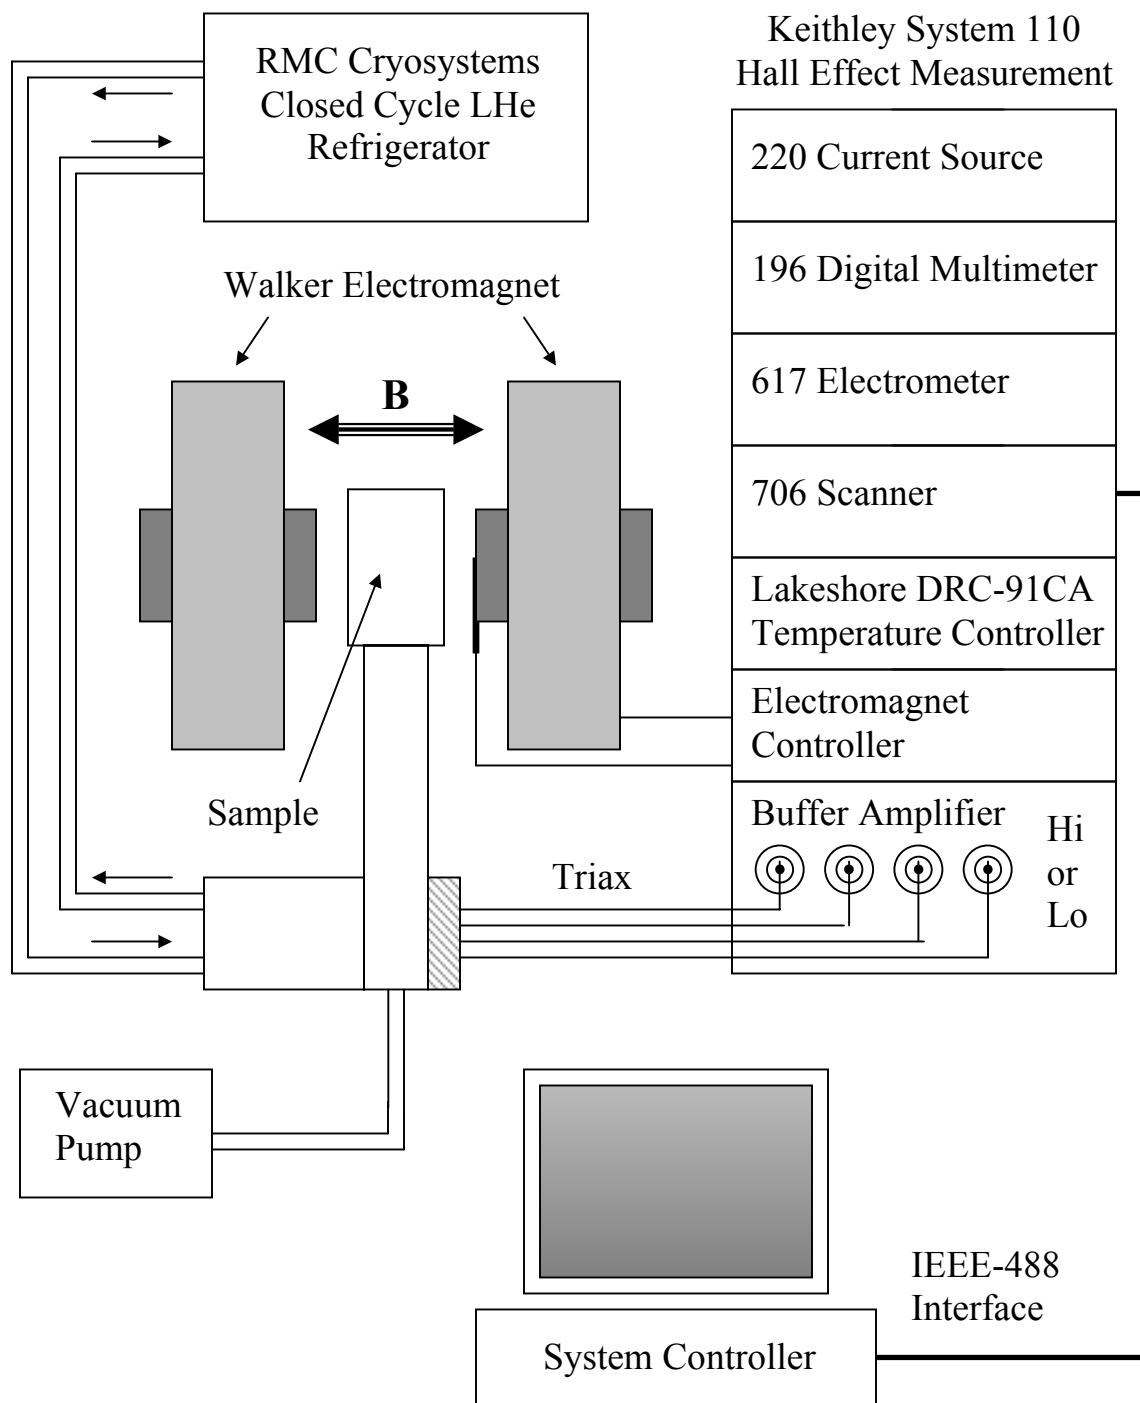 RMC Cryosystems
Closed Cycle LHe
Refrigerator
Keithley System 110
Hall Effect Measurement
220 Current Source
196 Digital Multimeter
617 Electrometer
706 Scanner
Lakeshore DRC-91CA
Temperature Controller
Electromagnet
Controller
Buffer Amplifier
Hi
or
Lo
Walker Electromagnet
B
Sample
Triax
Vacuum
Pump
IEEE-488
Interface
System Controller